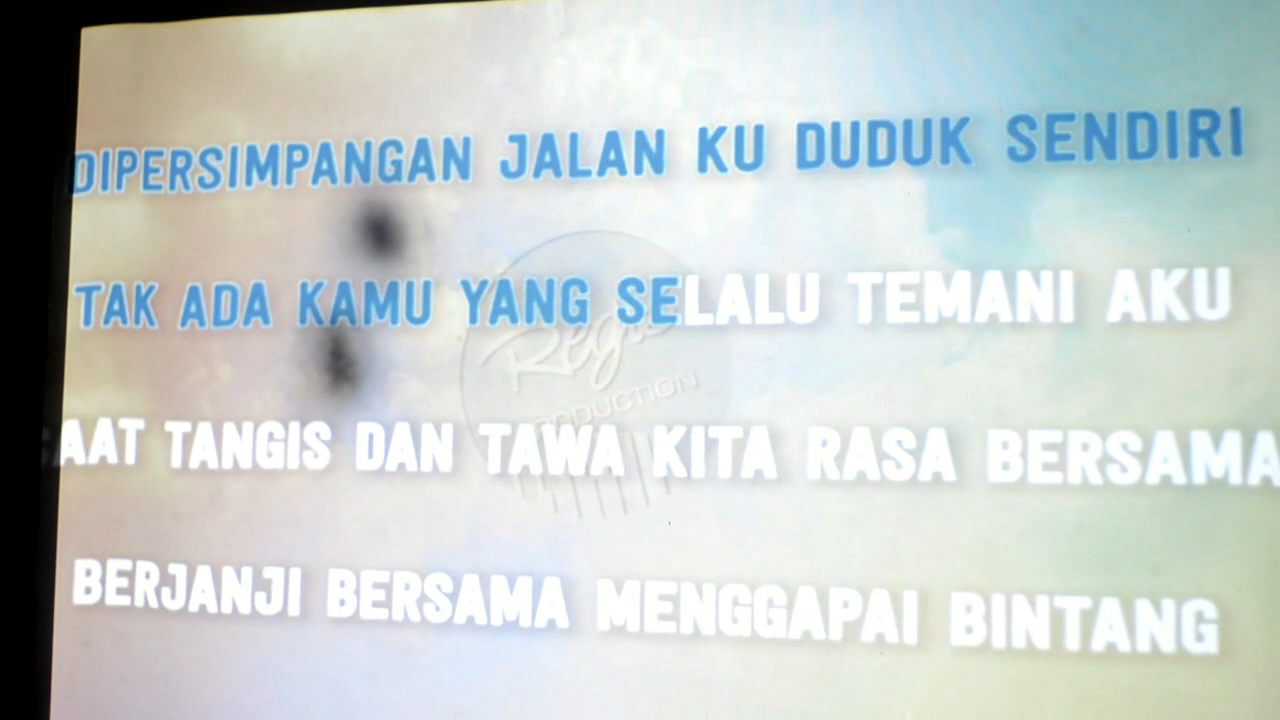 DIPERSIMPANGAN JALAN KU DUDUK SENDIRI
TAK ADA KAMU YANG SELALU TEMANI AKU
AAT TANGIS DAN TAWA KITA RASA BERSAMA
BERJANJI BERSAMA MENGGAPAI BINTANG
PRODUCTION